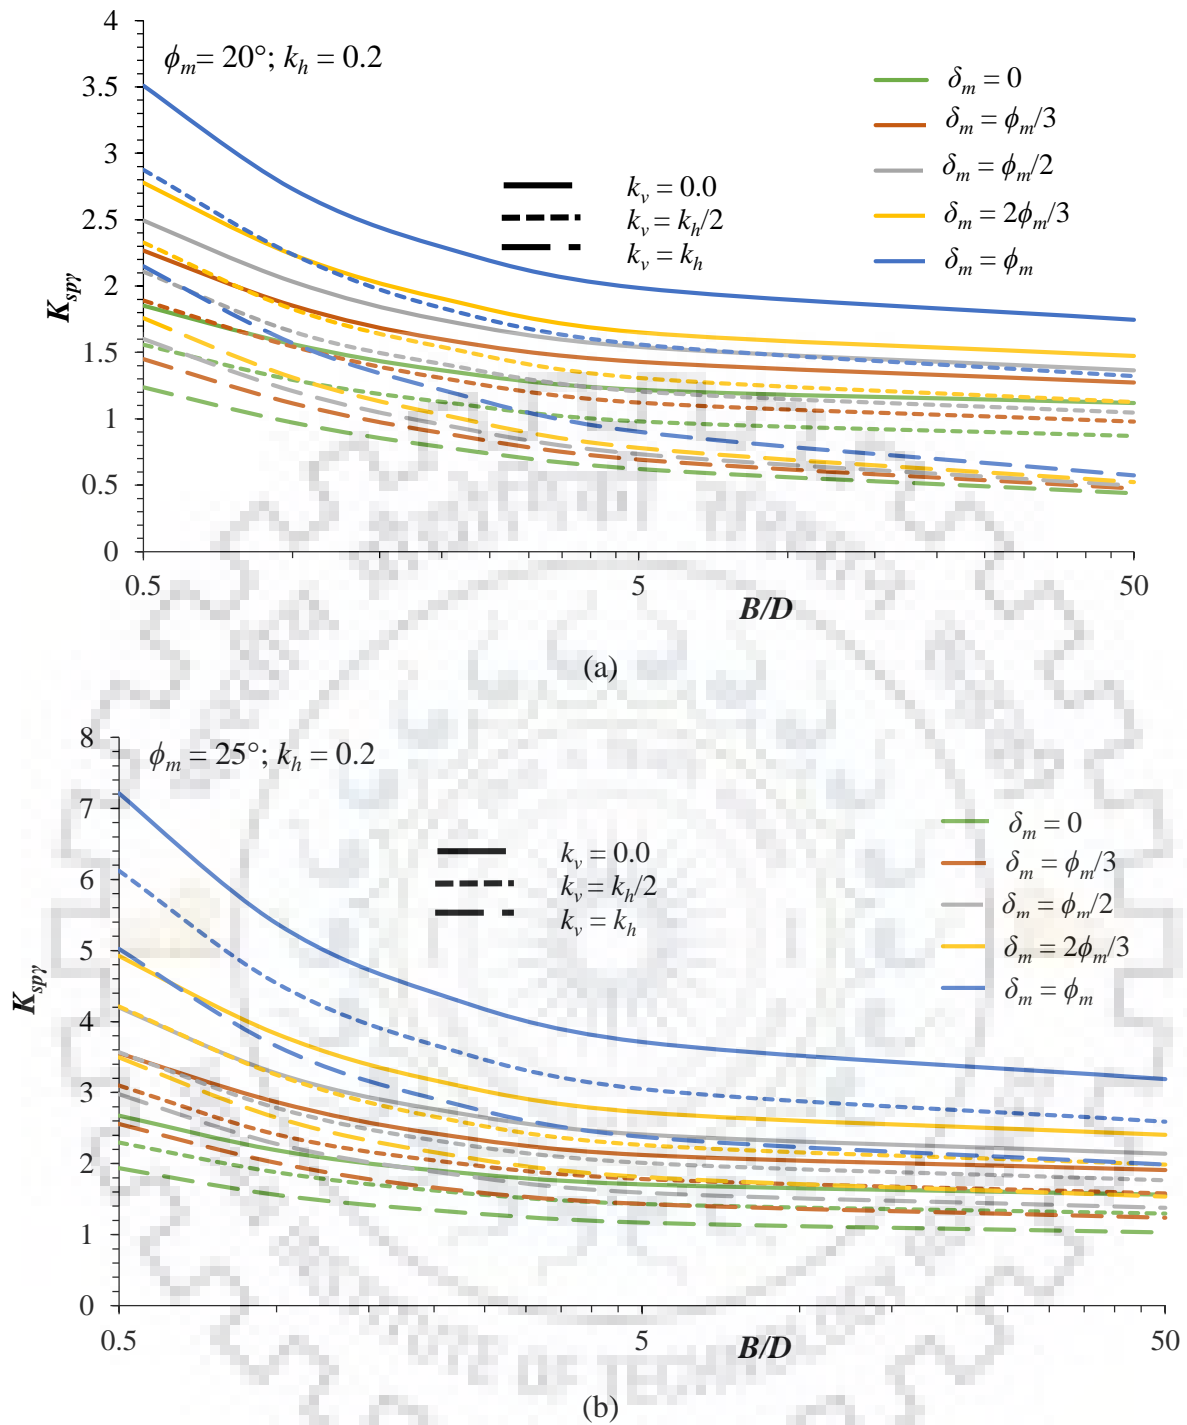 4
ϕm = 20°; kh = 0.2
3.5
3
2.5
2
1.5
1
0.5
0
Kspγ
δm = 0
δm = ϕm/3
δm = ϕm/2
δm = 2ϕm/3
δm = ϕm
kv = 0.0
kv = kh/2
kv = kh
0.5
5
50
B/D
(a)
8
ϕm = 25°; kh = 0.2
7
6
5
4
3
2
1
0
Kspγ
δm = 0
δm = ϕm/3
δm = ϕm/2
δm = 2ϕm/3
δm = ϕm
kv = 0.0
kv = kh/2
kv = kh
0.5
5
50
B/D
(b)